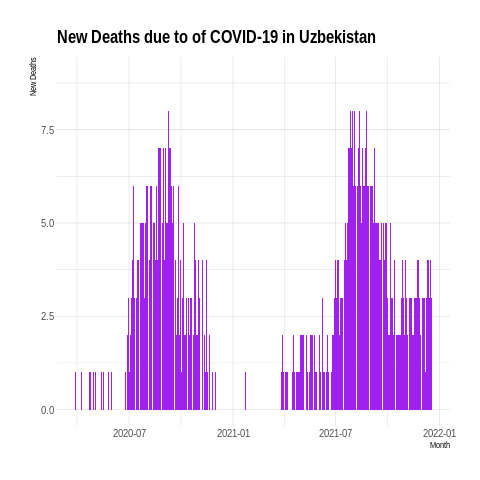 New Deaths due to of COVID-19 in Uzbekistan
New Deaths
7.5
5.0
2.5
0.0
2020-07 2021-01 2021-07 2022-01
Month